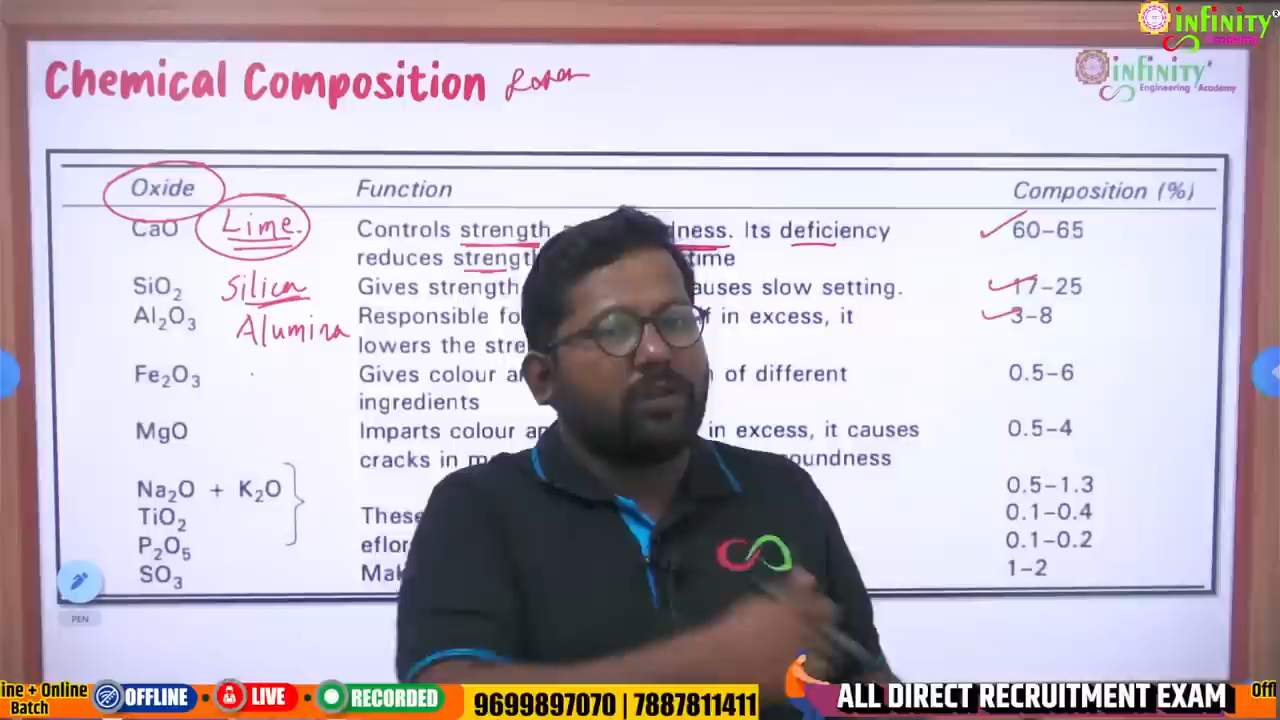 infinity
Chemical Composition
infinity
Engineering Academy
Oxide Function Composition (%)
CaO Lime. Controls strength dness. Its deficiency 60–65
reduces strengt time
SiO₂ Silica Gives strength auses slow setting. 17–25
Al₂O₃ Alumina Responsible fo f in excess, it 3–8
lowers the stre
Fe₂O₃ Gives colour a n of different 0.5–6
ingredients
MgO Imparts colour a in excess, it causes 0.5–4
cracks in m oundness
Na₂O + K₂O 0.5–1.3
TiO₂ These 0.1–0.4
P₂O₅ eflor 0.1–0.2
SO₃ Mak 1–2
PEN
ine + Online
Batch
OFFLINE • LIVE • RECORDED
9699897070 | 7887811411
ALL DIRECT RECRUITMENT EXAM
Offl